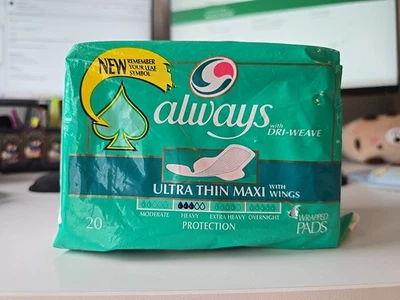 NEW REMEMBER
YOUR LEAF
SYMBOL
always
with
DRI-WEAVE
ULTRA THIN MAXI WITH
WINGS
MODERATE HEAVY EXTRA HEAVY OVERNIGHT
20 PROTECTION
WRAPPED
PADS